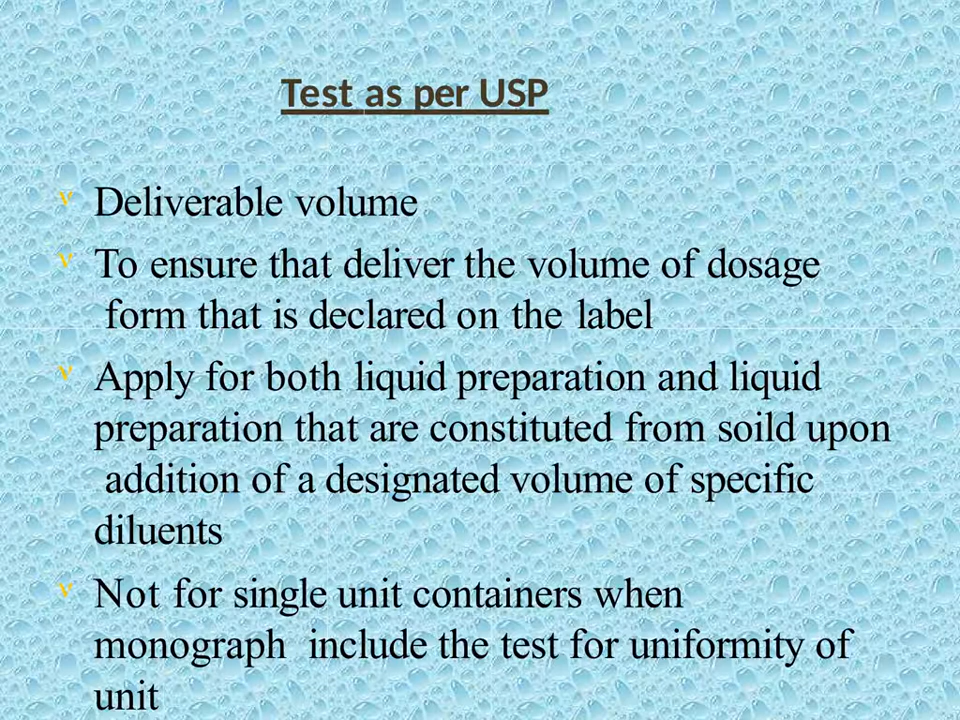 Test as per USP
v Deliverable volume
v To ensure that deliver the volume of dosage
form that is declared on the label
v Apply for both liquid preparation and liquid
preparation that are constituted from soild upon
addition of a designated volume of specific
diluents
v Not for single unit containers when
monograph include the test for uniformity of
unit